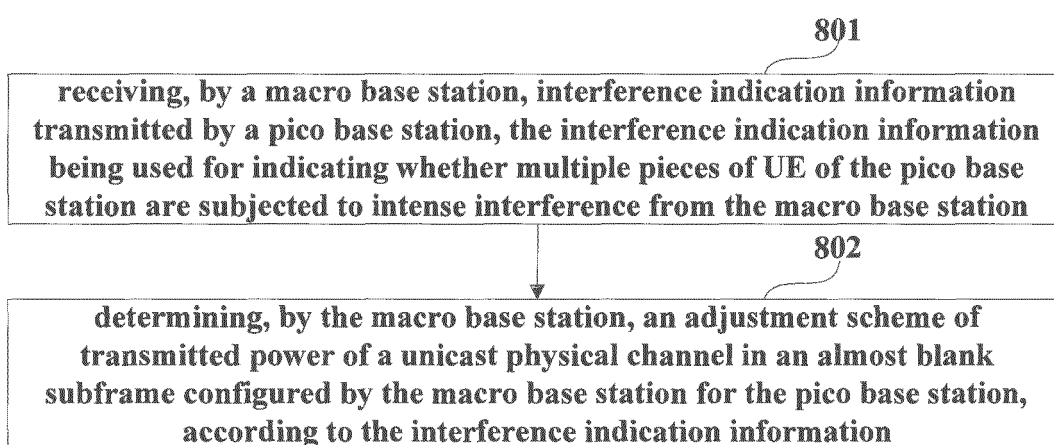 801
receiving, by a macro base station, interference indication information
transmitted by a pico base station, the interference indication information
being used for indicating whether multiple pieces of UE of the pico base
station are subjected to intense interference from the macro base station
802
determining, by the macro base station, an adjustment scheme of
transmitted power of a unicast physical channel in an almost blank
subframe configured by the macro base station for the pico base station,
according to the interference indication information